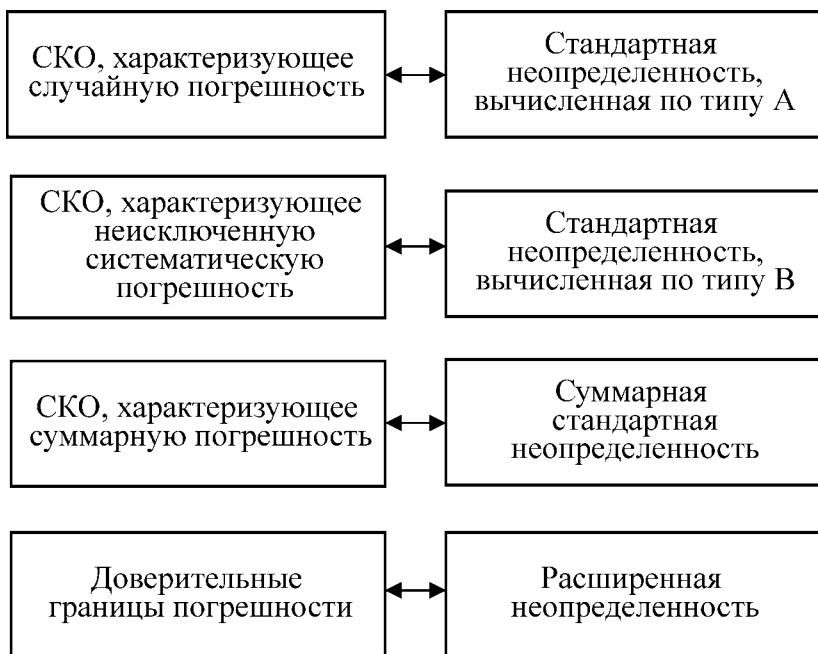 СКО, характеризующее
случайную погрешность
Стандартная
неопределенность,
вычисленная по типу А
СКО, характеризующее
неисключенную
систематическую
погрешность
Стандартная
неопределенность,
вычисленная по типу В
СКО, характеризующее
суммарную погрешность
Суммарная
стандартная
неопределенность
Доверительные
границы погрешности
Расширенная
неопределенность